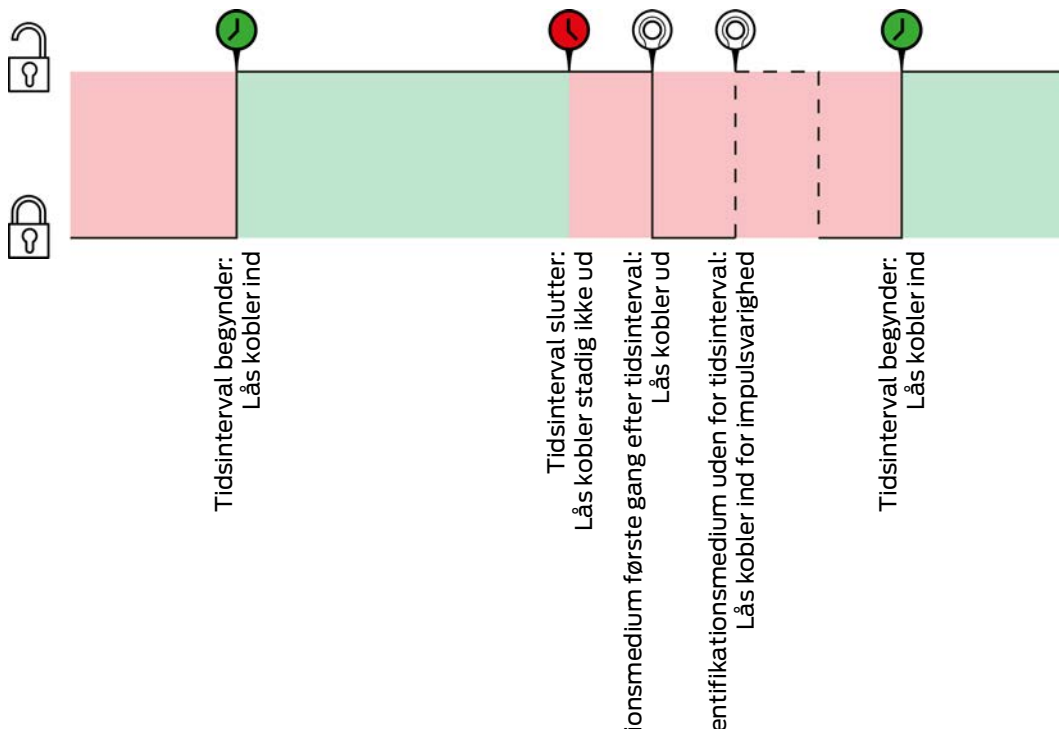 Tidsinterval begynder:
Lås kobler ind
Tidsinterval slutter:
Lås kobler stadig ikke ud
ionsmedium første gang efter tidsinterval:
Lås kobler ud
entifikationsmedium uden for tidsinterval:
Lås kobler ind for impulsvarighed
Tidsinterval begynder:
Lås kobler ind